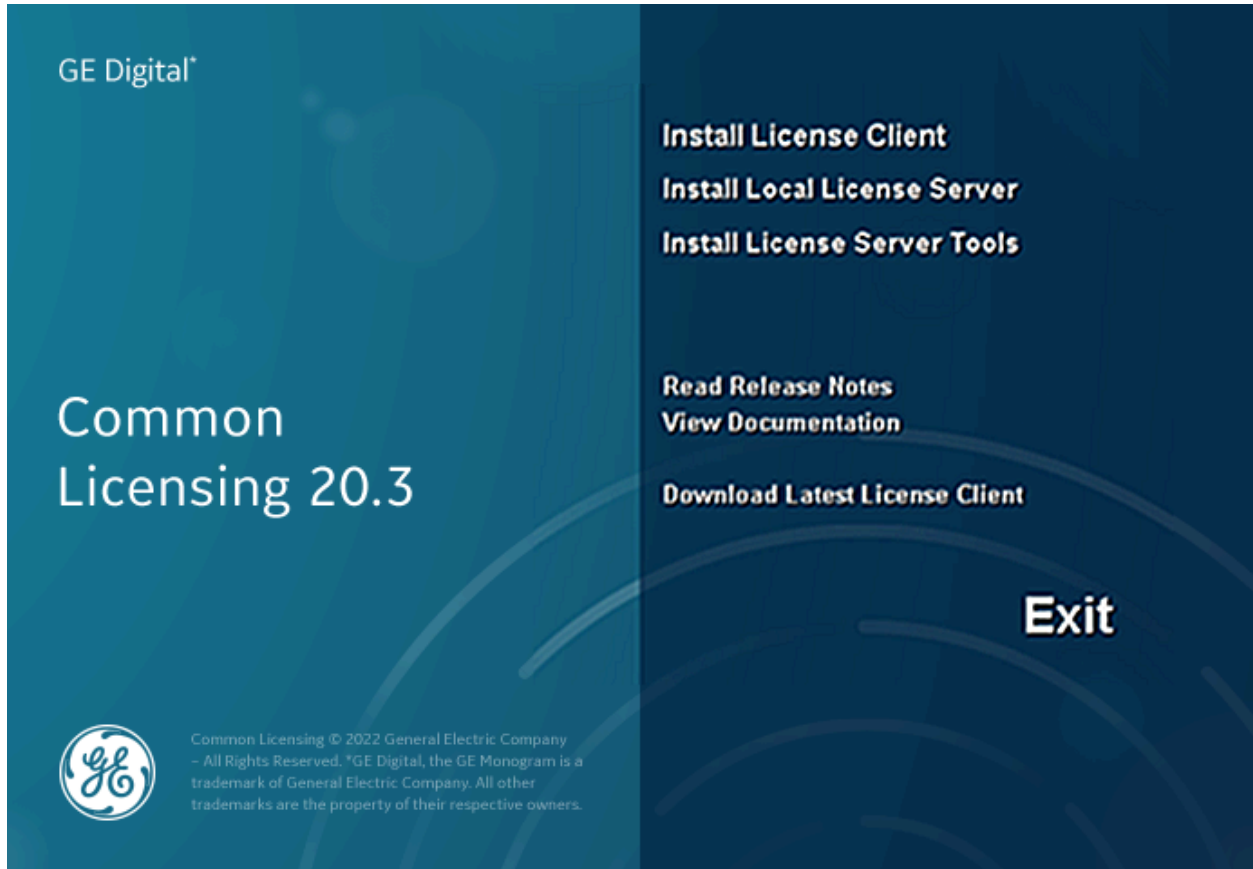 GE Digital*
Common
Licensing 20.3
GE
Common Licensing © 2022 General Electric Company
– All Rights Reserved. *GE Digital, the GE Monogram is a
trademark of General Electric Company. All other
trademarks are the property of their respective owners.
Install License Client
Install Local License Server
Install License Server Tools
Read Release Notes
View Documentation
Download Latest License Client
Exit